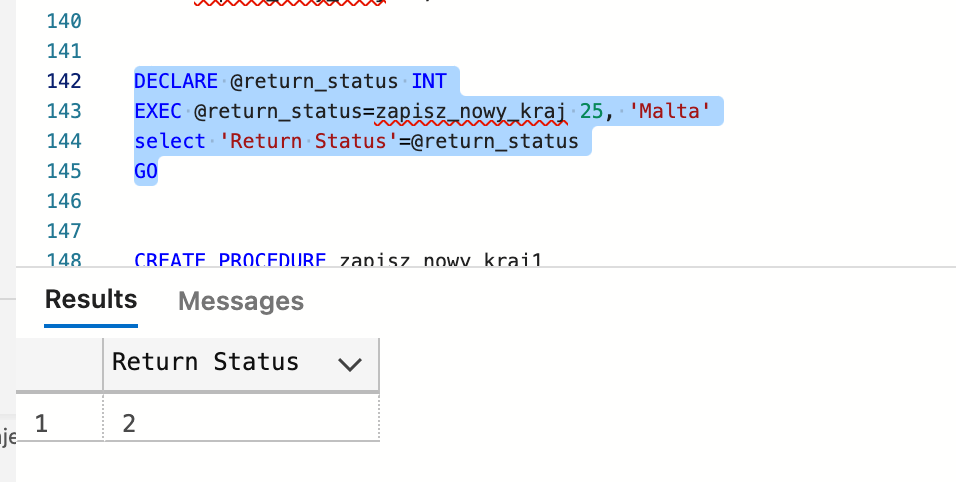 140
141
142 DECLARE @return_status INT
143 EXEC @return_status=zapisz_nowy_kraj 25, 'Malta'
144 select 'Return Status'=@return_status
145 GO
146
147
148 CREATE PROCEDURE zapisz_nowy_kraj1
Results Messages
Return Status
1 2